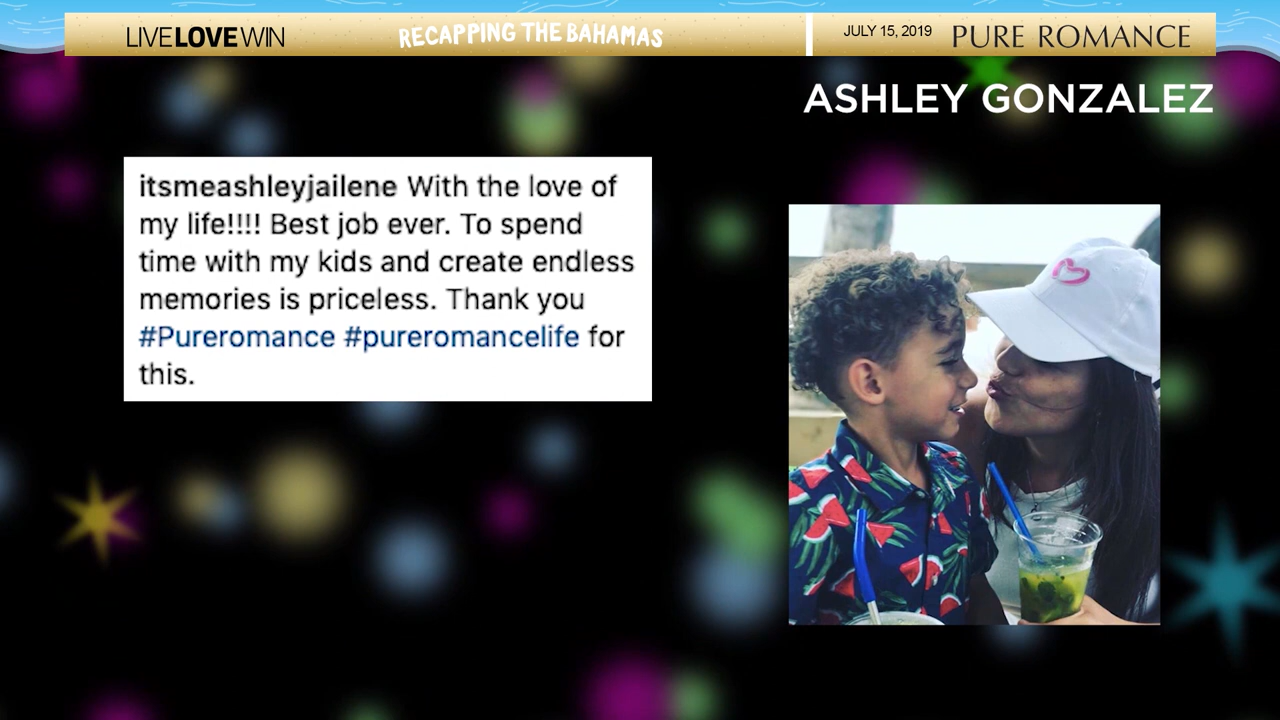 LIVELOVEWIN
RECAPPING THE BAHAMAS
JULY 15, 2019
PURE ROMANCE
ASHLEY GONZALEZ
itsmeashleyjailene With the love of
my life!!!! Best job ever. To spend
time with my kids and create endless
memories is priceless. Thank you
#Pureromance #pureromancelife for
this.